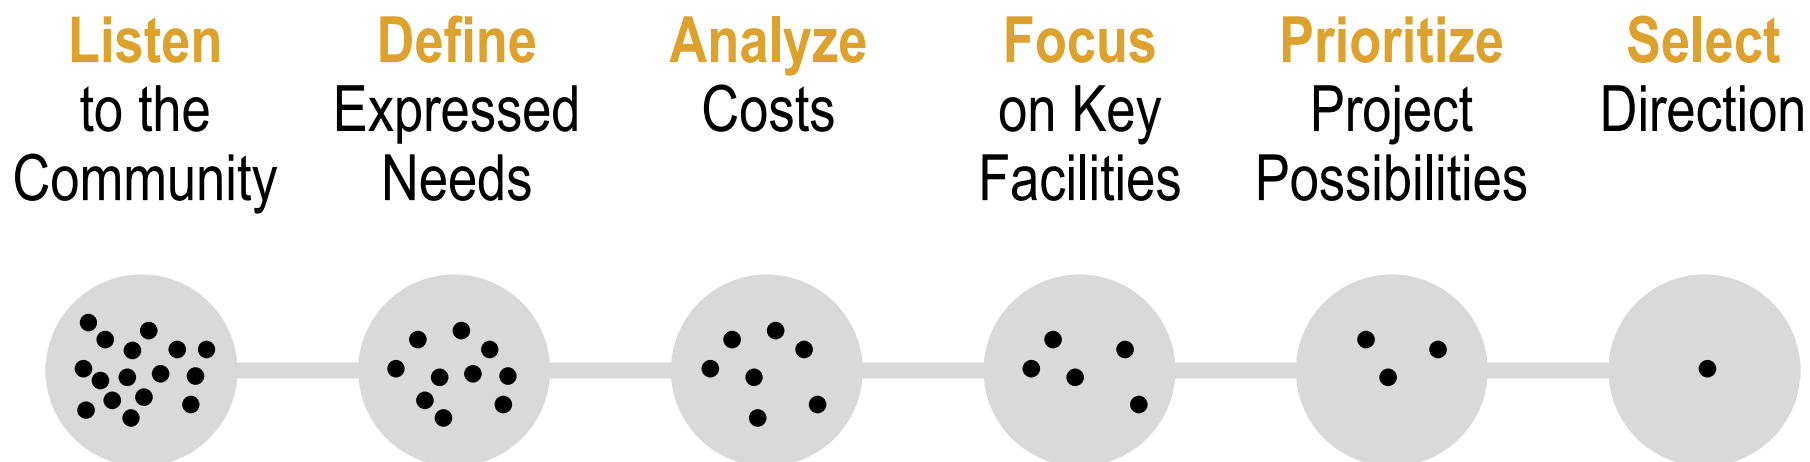 Listen
to the
Community
Define
Expressed
Needs
Analyze
Costs
Focus
on Key
Facilities
Prioritize
Project
Possibilities
Select
Direction